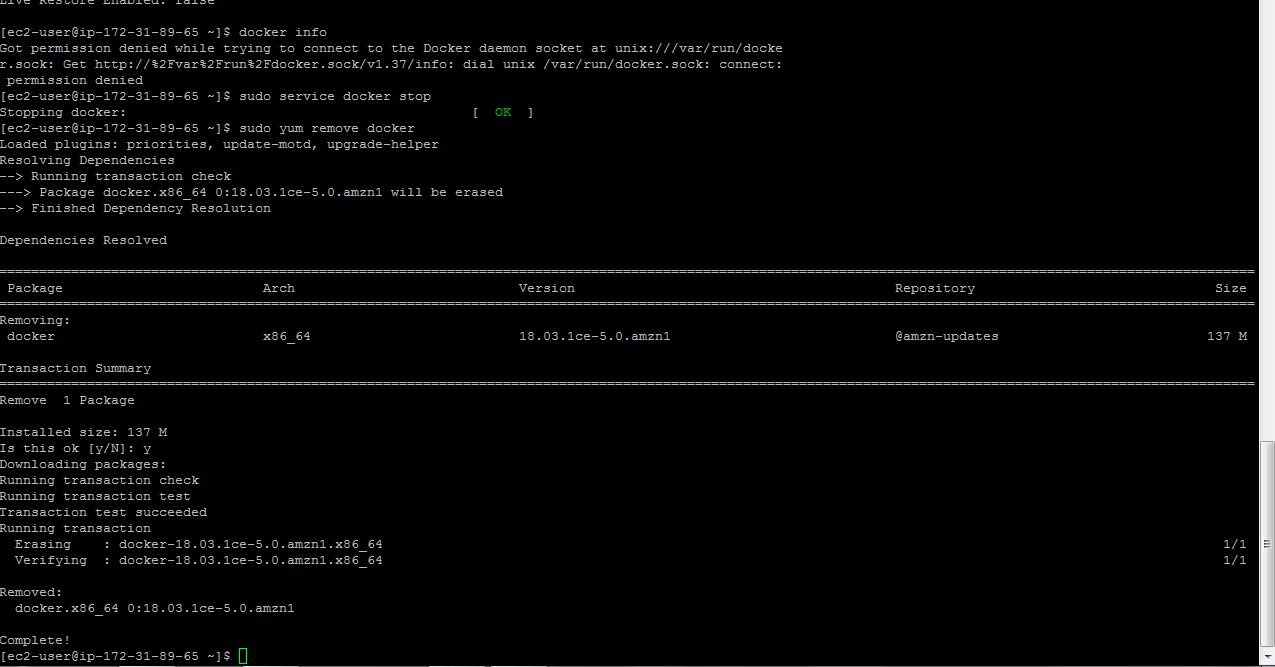 Live Restore Enabled: false
[ec2-user@ip-172-31-89-65 ~]$ docker info
Got permission denied while trying to connect to the Docker daemon socket at unix:///var/run/docke
r.sock: Get http://%2Fvar%2Frun%2Fdocker.sock/v1.37/info: dial unix /var/run/docker.sock: connect:
 permission denied
[ec2-user@ip-172-31-89-65 ~]$ sudo service docker stop
Stopping docker: [  OK  ]
[ec2-user@ip-172-31-89-65 ~]$ sudo yum remove docker
Loaded plugins: priorities, update-motd, upgrade-helper
Resolving Dependencies
--> Running transaction check
---> Package docker.x86_64 0:18.03.1ce-5.0.amzn1 will be erased
--> Finished Dependency Resolution
Dependencies Resolved
Package Arch Version Repository Size
Removing:
docker x86_64 18.03.1ce-5.0.amzn1 @amzn-updates 137 M
Transaction Summary
Remove  1 Package
Installed size: 137 M
Is this ok [y/N]: y
Downloading packages:
Running transaction check
Running transaction test
Transaction test succeeded
Running transaction
Erasing    : docker-18.03.1ce-5.0.amzn1.x86_64 1/1
Verifying  : docker-18.03.1ce-5.0.amzn1.x86_64 1/1
Removed:
docker.x86_64 0:18.03.1ce-5.0.amzn1
Complete!
[ec2-user@ip-172-31-89-65 ~]$